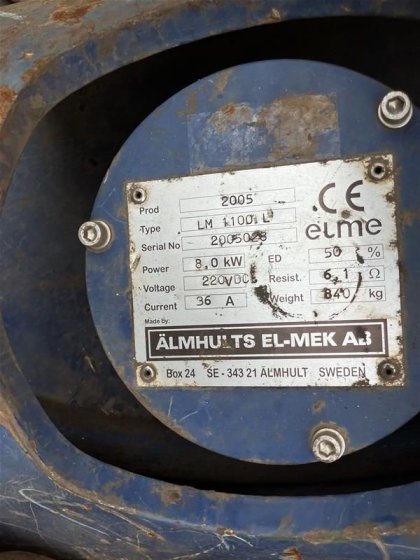 Prod 2005
Type LM 1100 L
Serial No 2005028
Power 8.0 kW ED 50 %
Voltage 220VDC Resist. 6,1 Ω
Current 36 A Weight 840 kg
Made by:
ÄLMHULTS EL-MEK AB
Box 24 SE - 343 21 ÄLMHULT SWEDEN
CE
elme